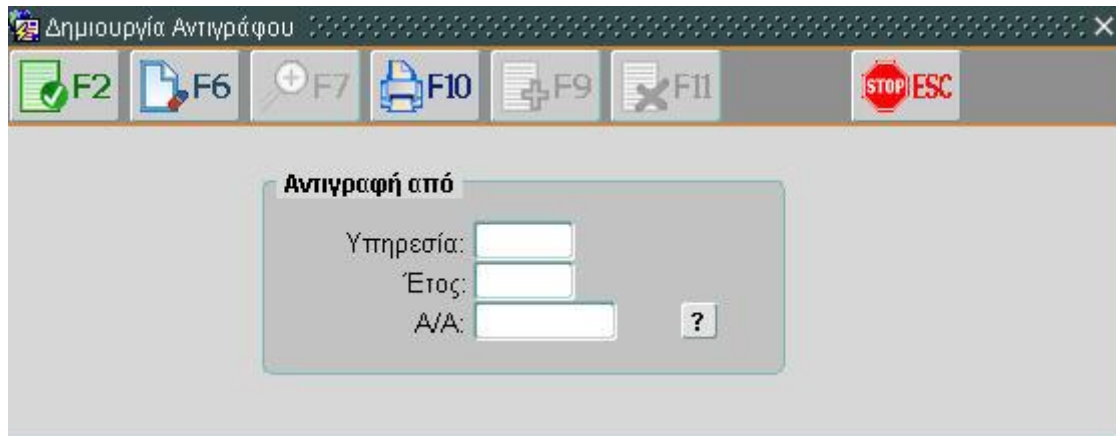 Δημιουργία Αντιγράφου
F2 F6 F7 F10 F9 F11 STOP ESC
Αντιγραφή από
Υπηρεσία:
Έτος:
Α/Α: ?